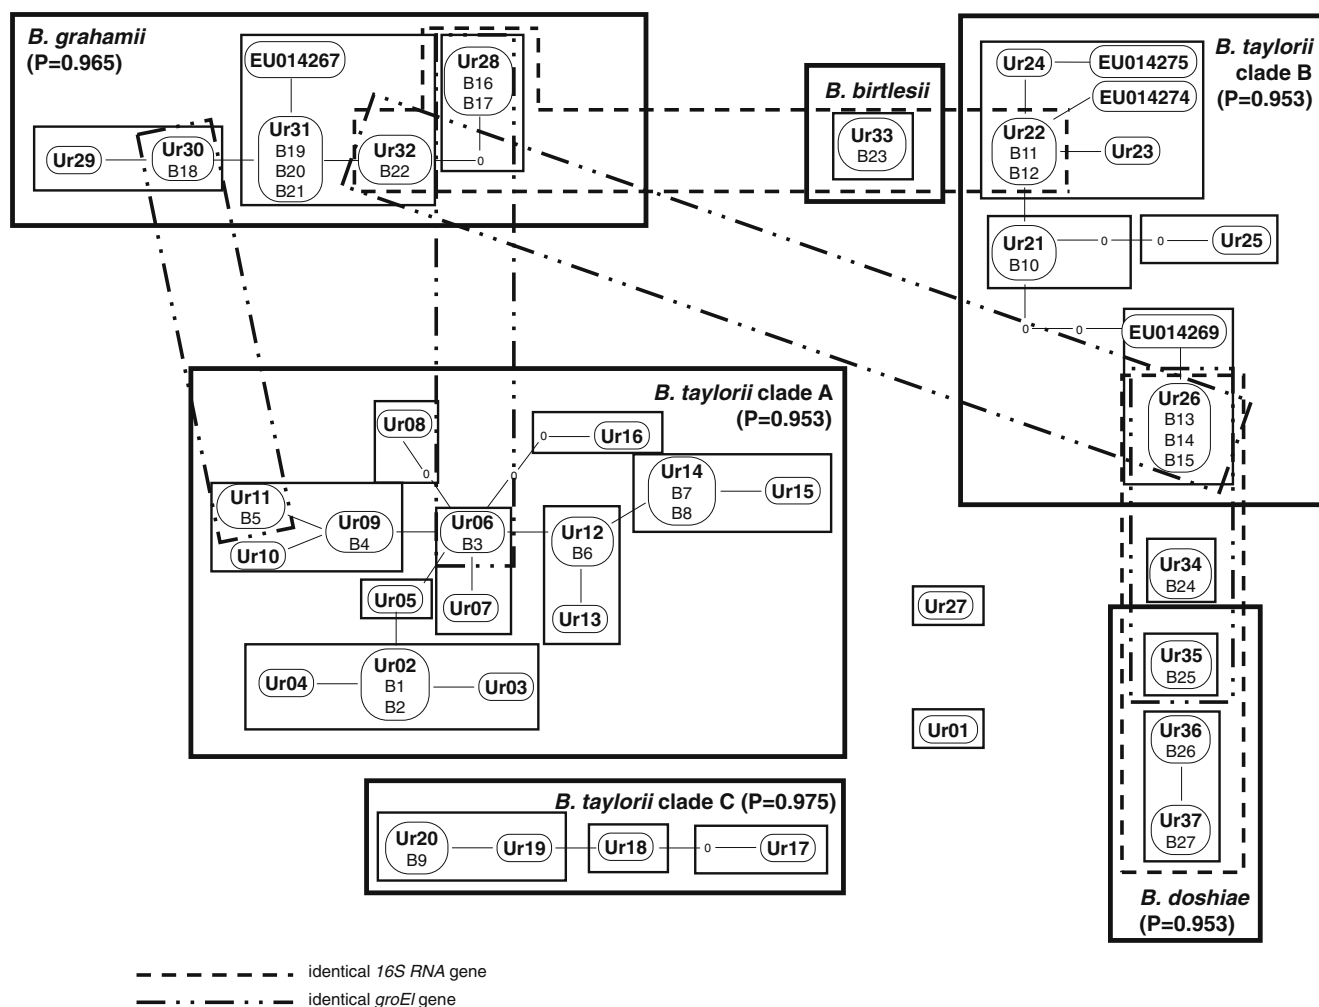 B. grahamii
(P=0.965)
EU014267
Ur28
B16
B17
Ur29
Ur30
B18
Ur31
B19
B20
B21
Ur32
B22
0
B. birtlesii
Ur33
B23
B. taylorii
clade B
(P=0.953)
Ur24
EU014275
EU014274
Ur22
B11
B12
Ur23
Ur21
B10
0
0
Ur25
0
0
EU014269
Ur26
B13
B14
B15
B. taylorii clade A
(P=0.953)
Ur08
0
0
Ur16
0
Ur14
B7
B8
Ur15
Ur11
B5
Ur09
B4
Ur10
Ur06
B3
Ur12
B6
Ur05
Ur07
Ur13
Ur04
Ur02
B1
B2
Ur03
Ur27
Ur01
Ur34
B24
Ur35
B25
Ur36
B26
Ur37
B27
B. doshiae
(P=0.953)
B. taylorii clade C (P=0.975)
Ur20
B9
Ur19
Ur18
0
Ur17
identical 16S RNA gene
identical groEl gene